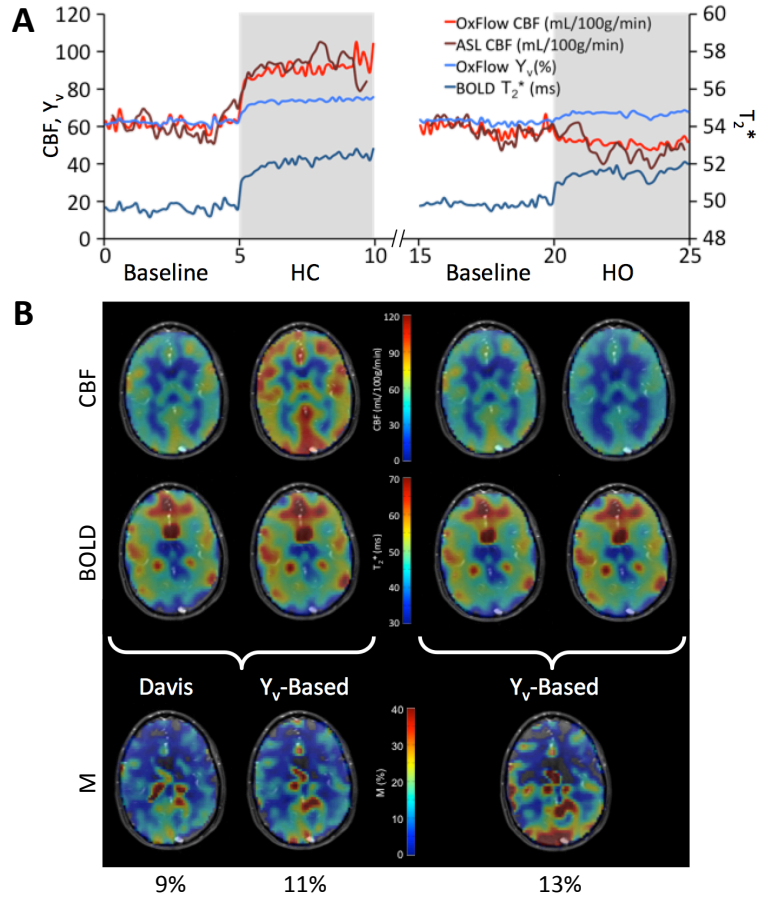 A
120
100
80
60
40
20
0
CBF, Yv
OxFlow CBF (mL/100g/min)
ASL CBF (mL/100g/min)
OxFlow Yv(%)
BOLD T2* (ms)
60
58
56
54
52
50
48
T2*
0 5 10 // 15 20 25
Baseline HC Baseline HO
B
CBF
120
90
60
30
0
CBF (mL/100g/min)
BOLD
70
60
50
40
30
T2* (ms)
Davis Yv-Based Yv-Based
M
40
30
20
10
0
M (%)
9% 11% 13%